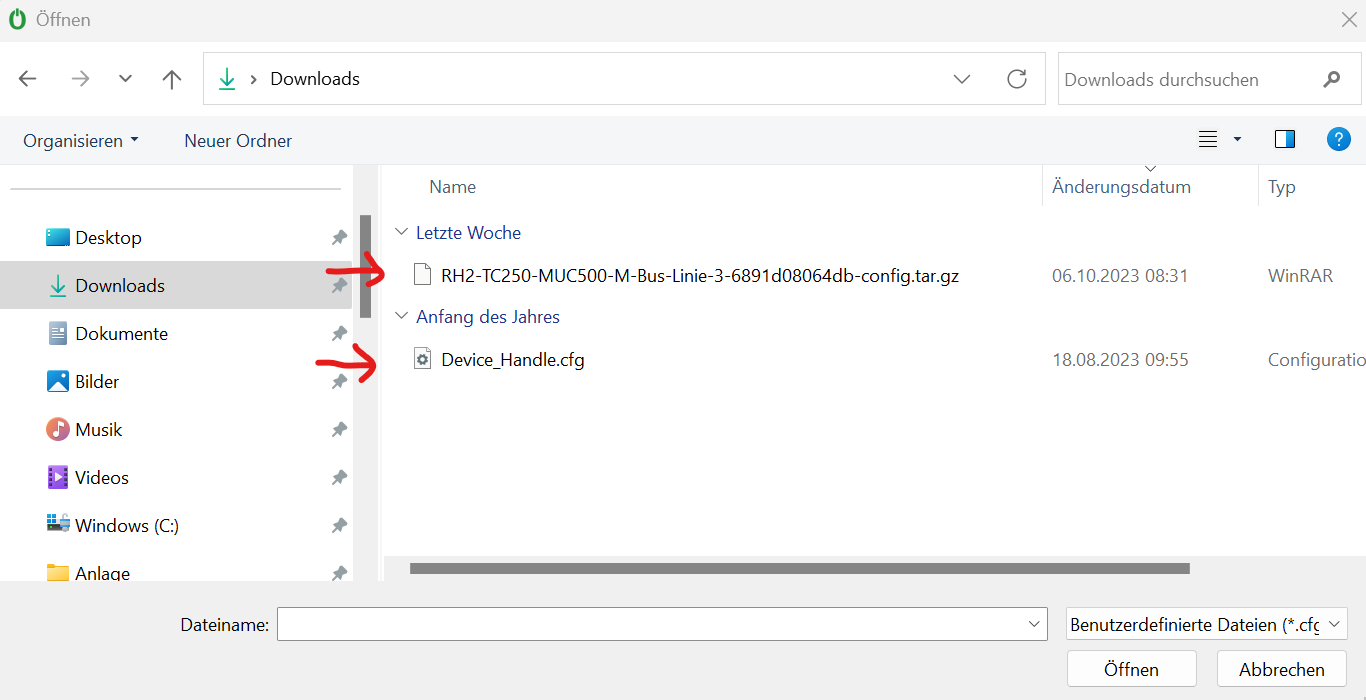 Öffnen
Downloads
Downloads durchsuchen
Organisieren
Neuer Ordner
?
Name
Änderungsdatum
Typ
Desktop
Downloads
Dokumente
Bilder
Musik
Videos
Windows (C:)
Anlage
Letzte Woche
RH2-TC250-MUC500-M-Bus-Linie-3-6891d08064db-config.tar.gz
06.10.2023 08:31
WinRAR
Anfang des Jahres
Device_Handle.cfg
18.08.2023 09:55
Configuratio
Dateiname:
Benutzerdefinierte Dateien (*.cfg
Öffnen
Abbrechen